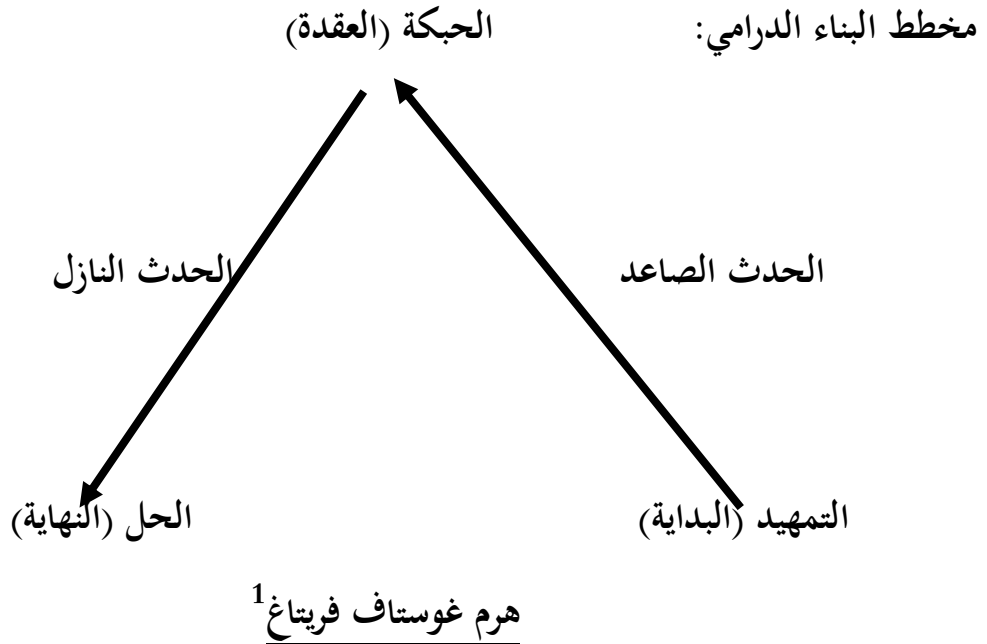 مخطط البناء الدرامي:
الحبكة (العقدة)
الحدث الصاعد
الحدث النازل
التمهيد (البداية)
الحل (النهاية)
هرم غوستاف فريتاغ1